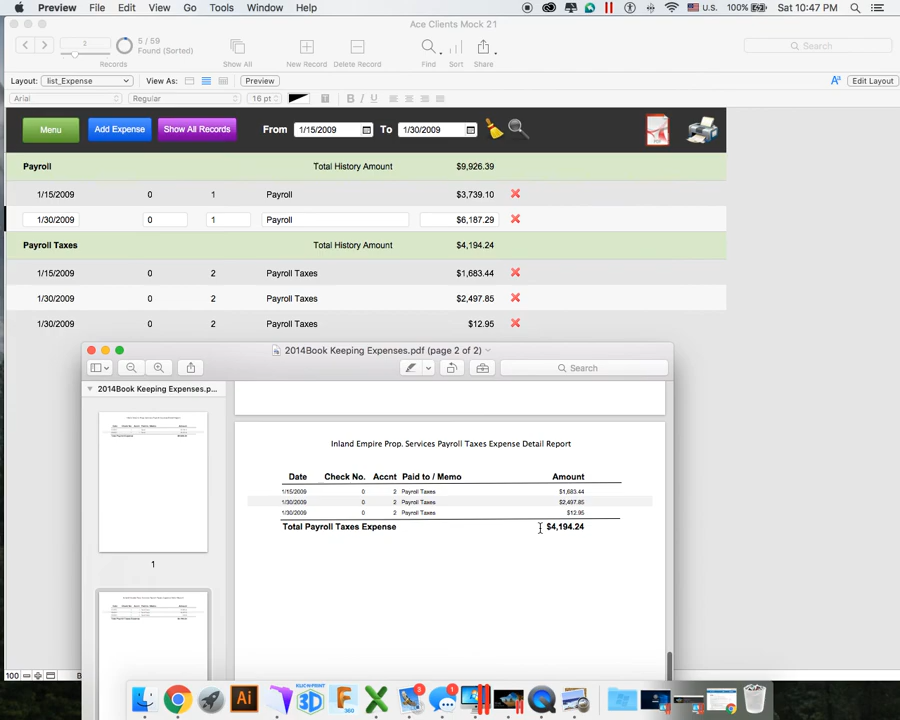 Preview File Edit View Go Tools Window Help U.S. 100% Sat 10:47 PM
Ace Clients Mock 21
2 5 / 59 Found (Sorted) Search
Records Show All New Record Delete Record Find Sort Share
Layout: list_Expense View As: Preview Aa Edit Layout
Arial Regular 16 pt B I U
Menu Add Expense Show All Records From 1/15/2009 To 1/30/2009
Payroll Total History Amount $9,926.39
1/15/2009 0 1 Payroll $3,739.10
1/30/2009 0 1 Payroll $6,187.29
Payroll Taxes Total History Amount $4,194.24
1/15/2009 0 2 Payroll Taxes $1,683.44
1/30/2009 0 2 Payroll Taxes $2,497.85
1/30/2009 0 2 Payroll Taxes $12.95
2014Book Keeping Expenses.pdf (page 2 of 2)
Search
2014Book Keeping Expenses.p...
Inland Empire Prop. Services Payroll Taxes Expense Detail Report
Date Check No. Accnt Paid to / Memo Amount
1/15/2009 0 2 Payroll Taxes $1,683.44
1/30/2009 0 2 Payroll Taxes $2,497.85
1/30/2009 0 2 Payroll Taxes $12.95
Total Payroll Taxes Expense $4,194.24
1
100